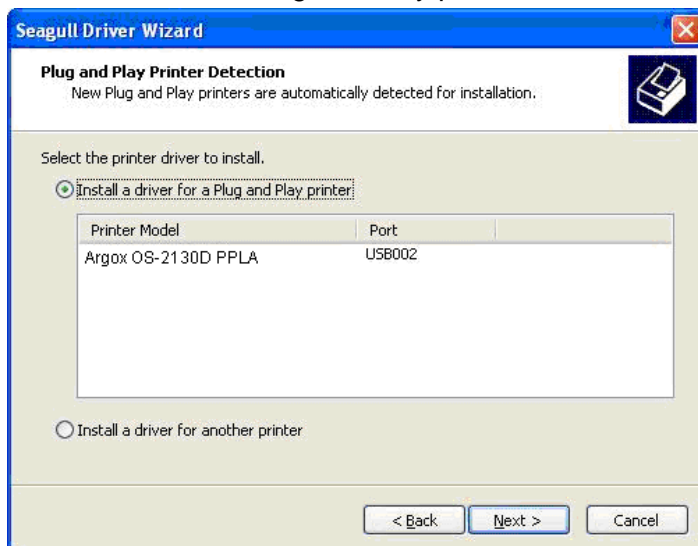 Seagull Driver Wizard
Plug and Play Printer Detection
New Plug and Play printers are automatically detected for installation.
Select the printer driver to install.
Install a driver for a Plug and Play printer
Printer Model Port
Argox OS-2130D PPLA USB002
Install a driver for another printer
< Back Next > Cancel